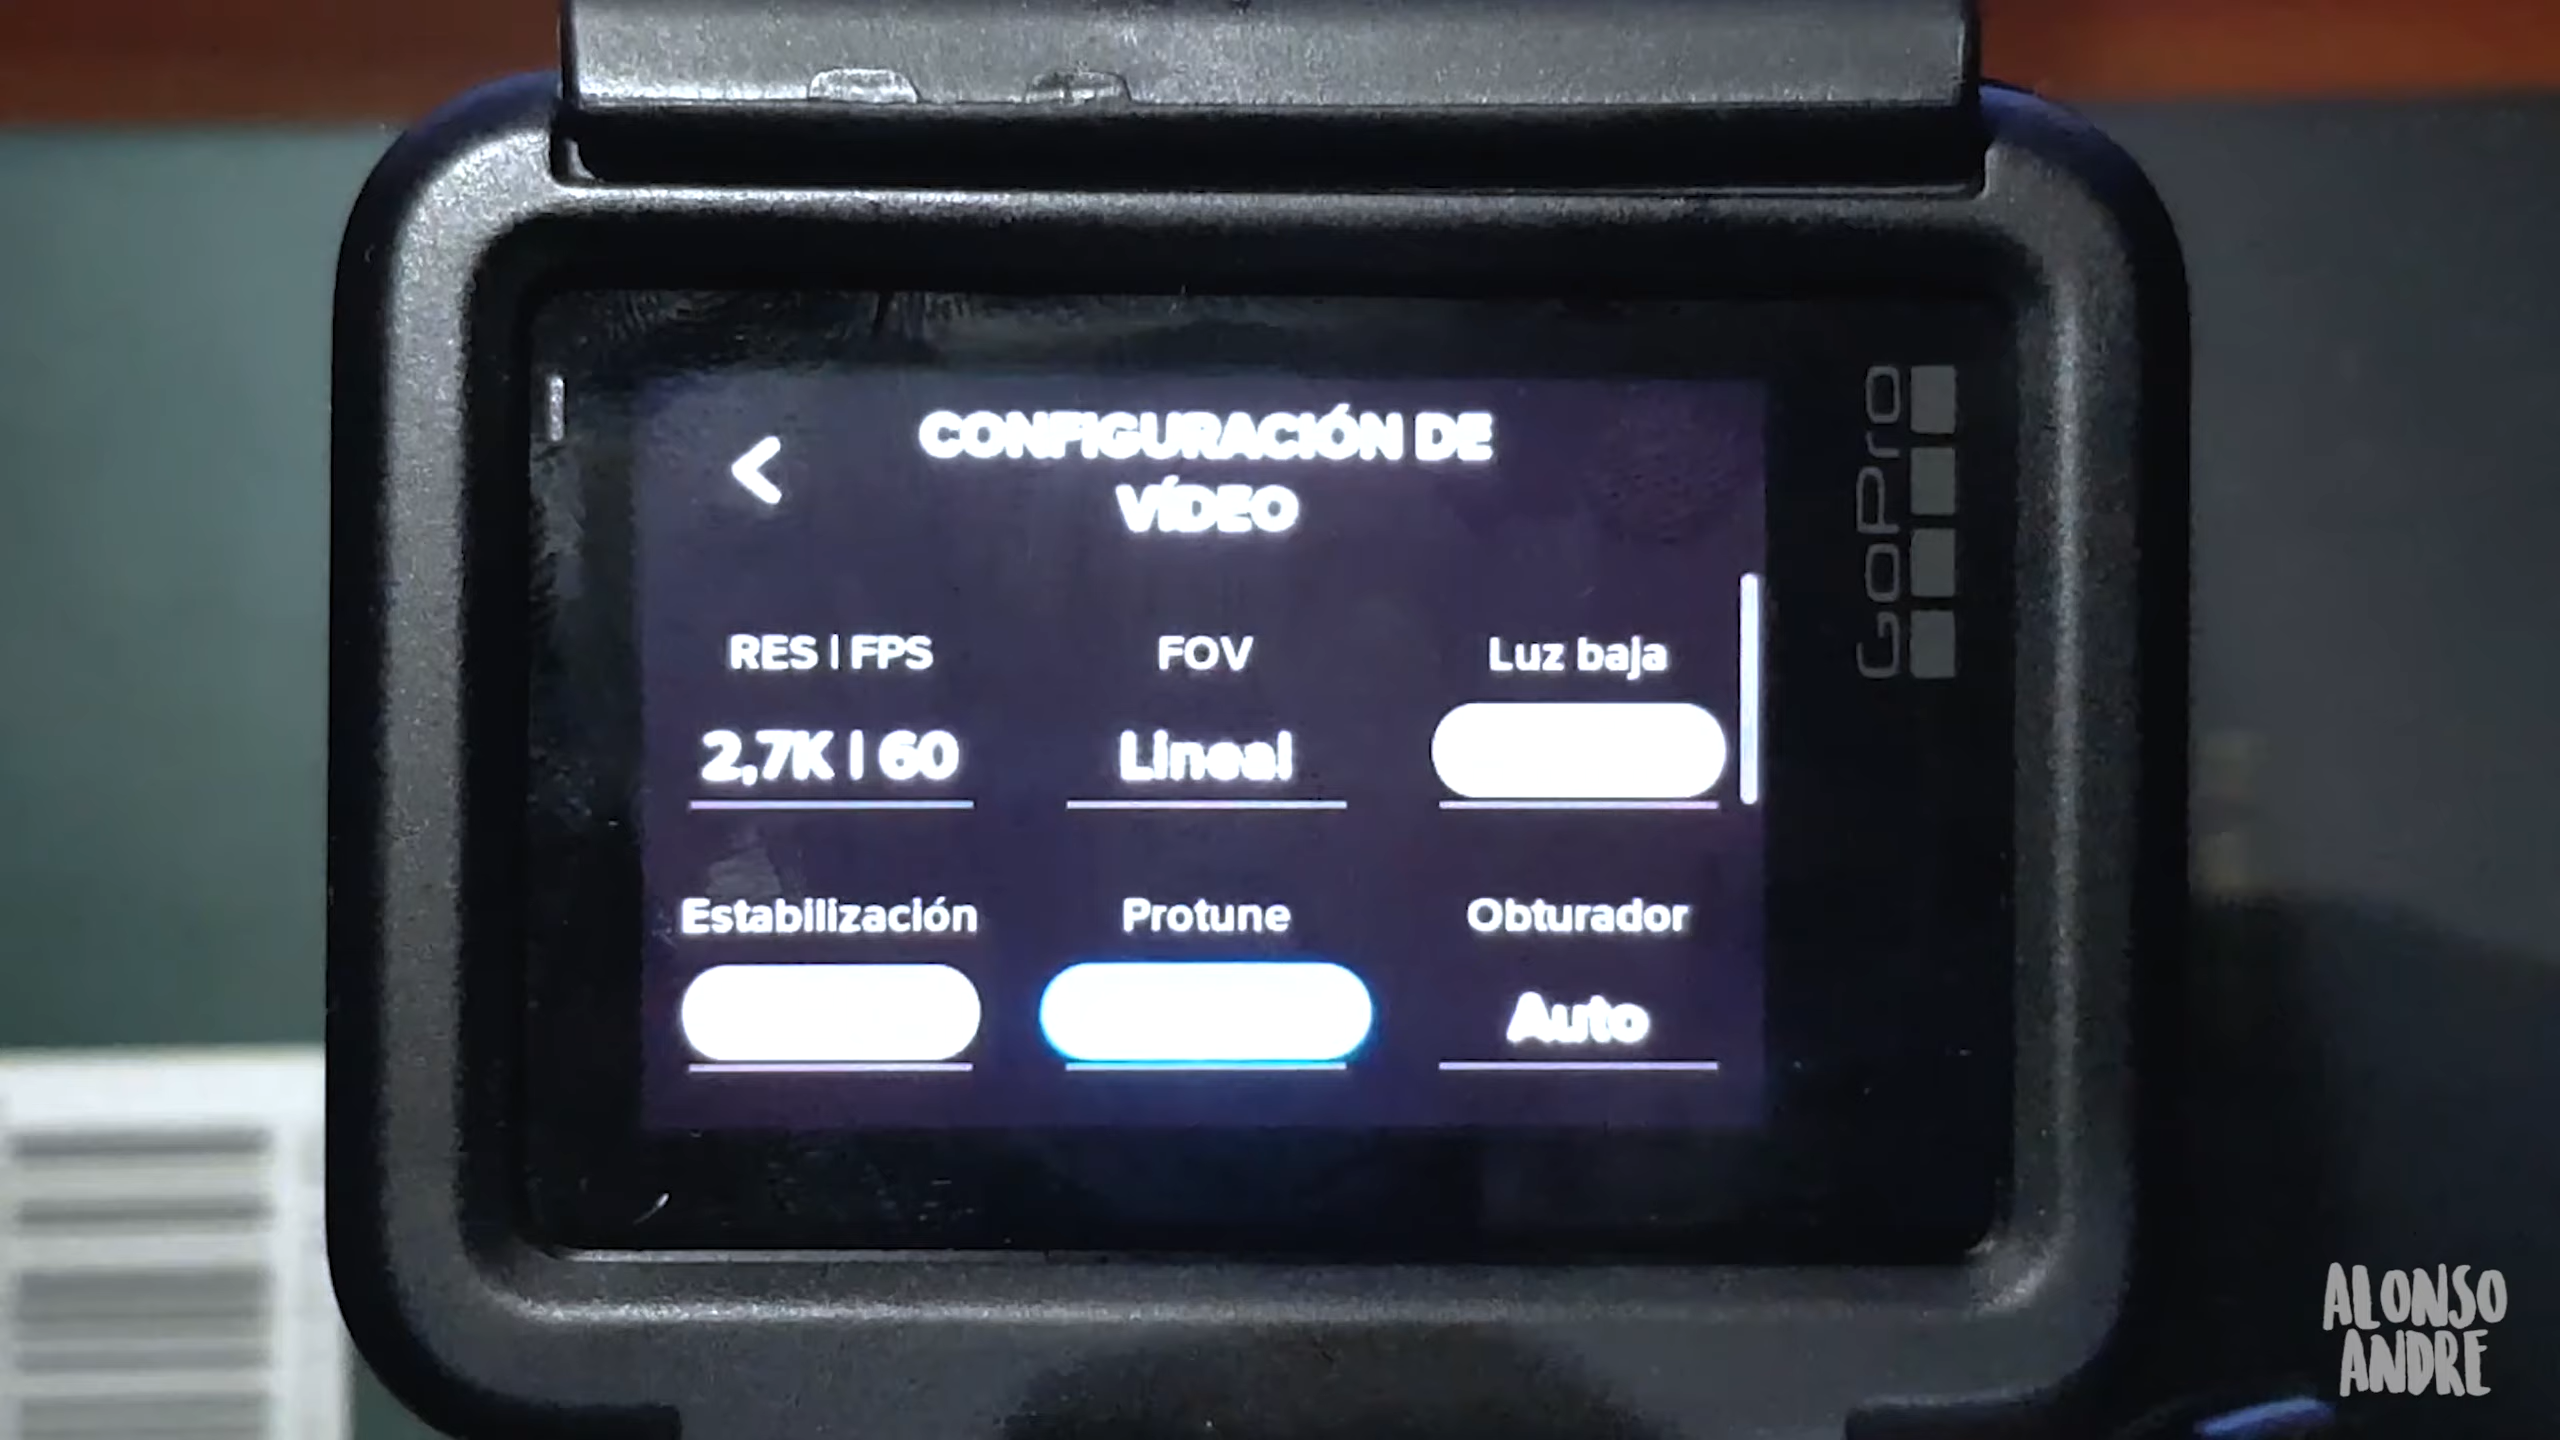 CONFIGURACIÓN DE
VÍDEO
RES | FPS
2,7K | 60
FOV
Lineal
Luz baja
Estabilización
Protune
Obturador
Auto
GoPro
ALONSO
ANDRE